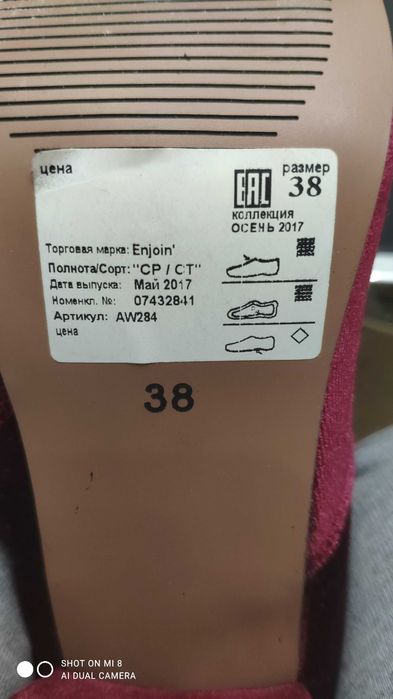 цена
размер
EAC 38
коллекция
ОСЕНЬ 2017
Торговая марка: Enjoin'
Полнота/Сорт: "СР / СТ"
Дата выпуска: Май 2017
Номенкл. №: 07432841
Артикул: AW284
цена
38
SHOT ON MI 8
AI DUAL CAMERA